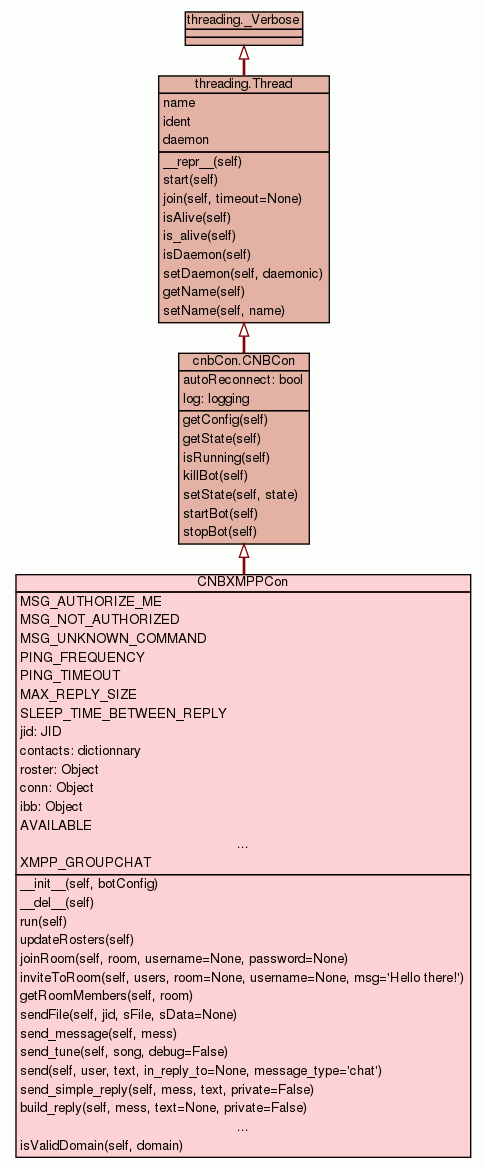 threading._Verbose
threading.Thread
name
ident
daemon
__repr__(self)
start(self)
join(self, timeout=None)
isAlive(self)
is_alive(self)
isDaemon(self)
setDaemon(self, daemonic)
getName(self)
setName(self, name)
cnbCon.CNBCon
autoReconnect: bool
log: logging
getConfig(self)
getState(self)
isRunning(self)
killBot(self)
setState(self, state)
startBot(self)
stopBot(self)
CNBXMPPCon
MSG_AUTHORIZE_ME
MSG_NOT_AUTHORIZED
MSG_UNKNOWN_COMMAND
PING_FREQUENCY
PING_TIMEOUT
MAX_REPLY_SIZE
SLEEP_TIME_BETWEEN_REPLY
jid: JID
contacts: dictionnary
roster: Object
conn: Object
ibb: Object
AVAILABLE
...
XMPP_GROUPCHAT
__init__(self, botConfig)
__del__(self)
run(self)
updateRosters(self)
joinRoom(self, room, username=None, password=None)
inviteToRoom(self, users, room=None, username=None, msg='Hello there!')
getRoomMembers(self, room)
sendFile(self, jid, sFile, sData=None)
send_message(self, mess)
send_tune(self, song, debug=False)
send(self, user, text, in_reply_to=None, message_type='chat')
send_simple_reply(self, mess, text, private=False)
build_reply(self, mess, text=None, private=False)
...
isValidDomain(self, domain)